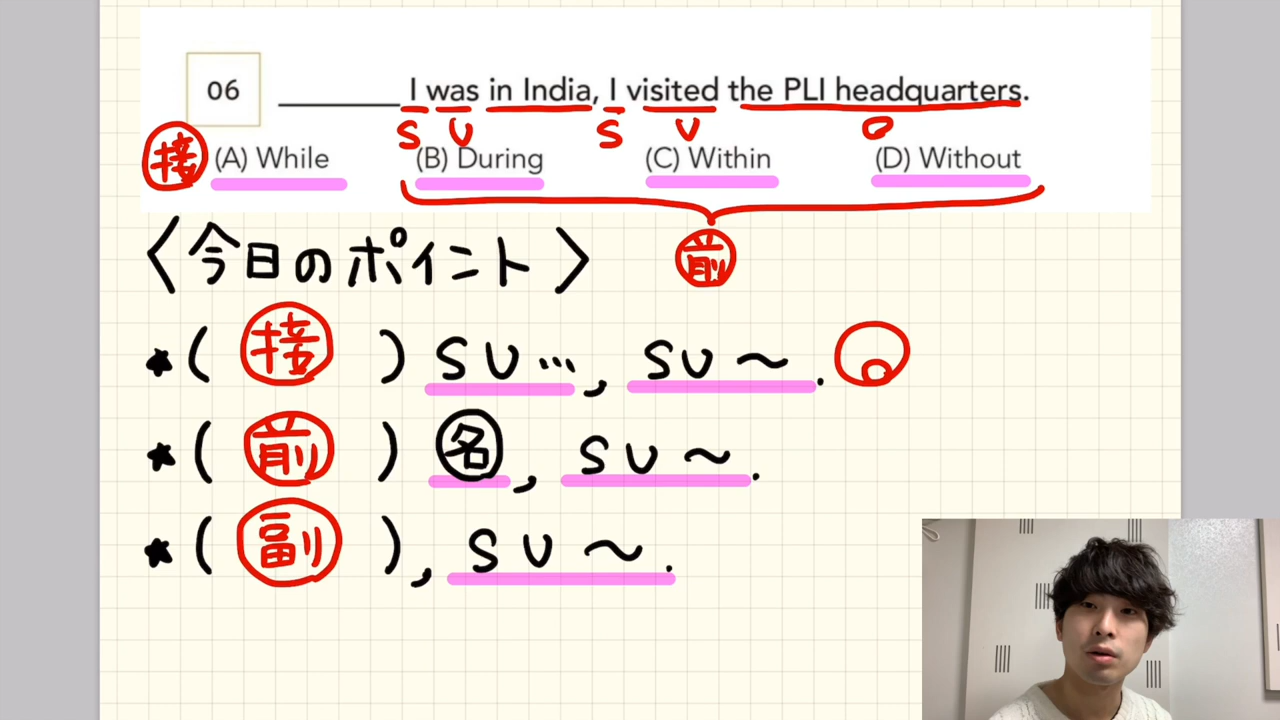 06 ______ I was in India, I visited the PLI headquarters.
S V S V O
接 (A) While (B) During (C) Within (D) Without
前
〈今日のポイント〉
★( 接 ) S V …, S V ~.
★( 前 ) 名, S V ~.
★( 副 ), S V ~.